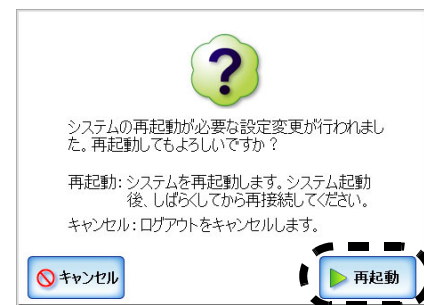 システムの再起動が必要な設定変更が行われまし
た。再起動してもよろしいですか？
再起動：システムを再起動します。システム起動
後、しばらくしてから再接続してください。
キャンセル：ログアウトをキャンセルします。
キャンセル
再起動